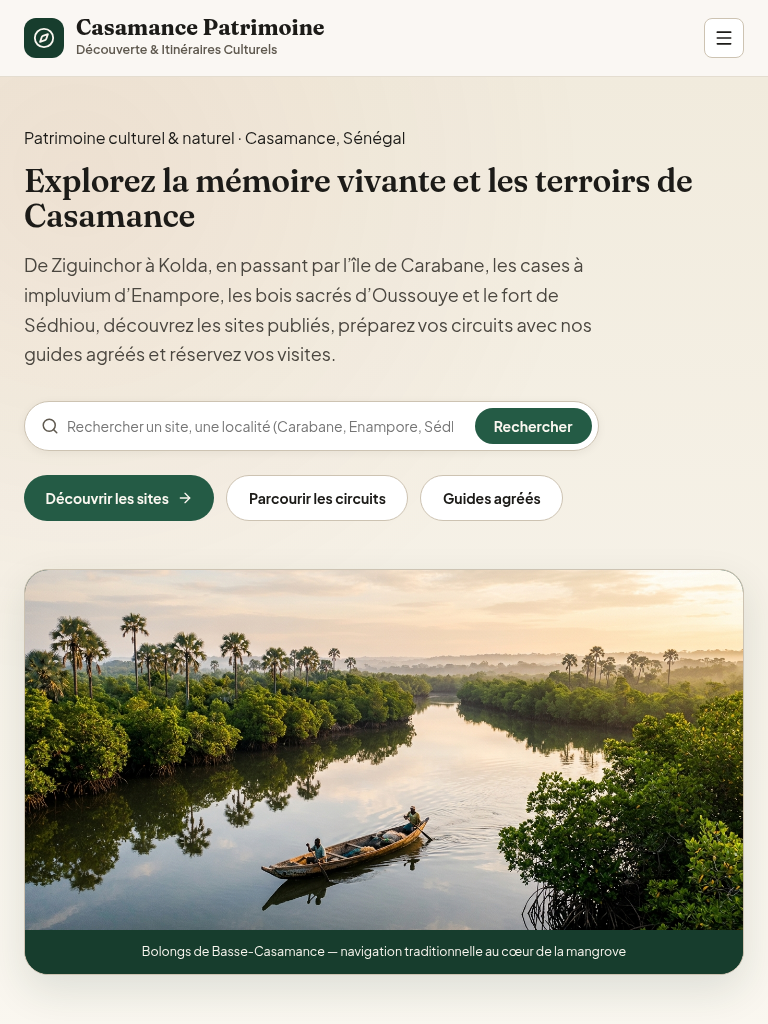 Casamance Patrimoine
Découverte & Itinéraires Culturels
Patrimoine culturel & naturel · Casamance, Sénégal
Explorez la mémoire vivante et les terroirs de
Casamance
De Ziguinchor à Kolda, en passant par l’île de Carabane, les cases à
impluvium d’Enampore, les bois sacrés d’Oussouye et le fort de
Sédhiou, découvrez les sites publiés, préparez vos circuits avec nos
guides agréés et réservez vos visites.
Rechercher un site, une localité (Carabane, Enampore, Sédl
Rechercher
Découvrir les sites
Parcourir les circuits
Guides agréés
Bolongs de Basse-Casamance — navigation traditionnelle au cœur de la mangrove